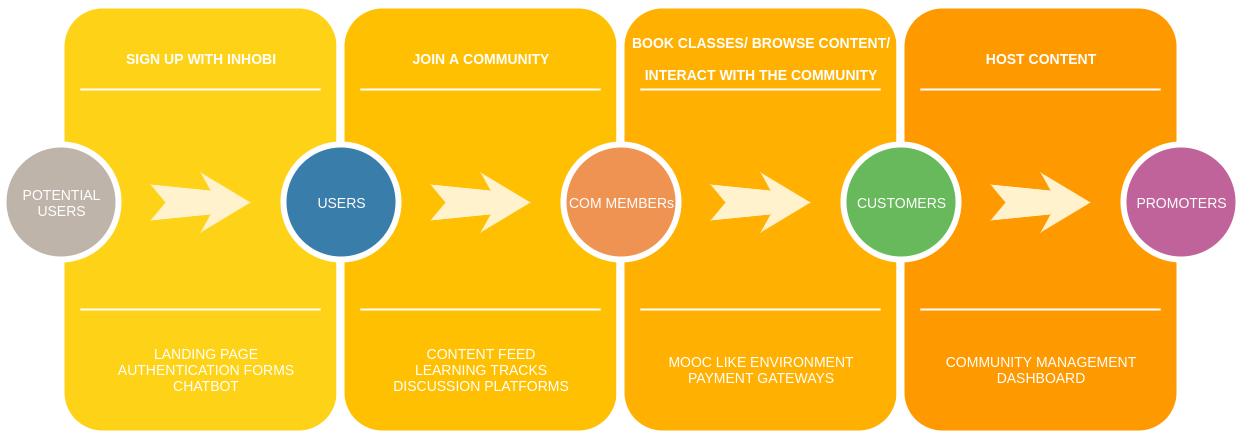 SIGN UP WITH INHOBI
JOIN A COMMUNITY
BOOK CLASSES/ BROWSE CONTENT/
INTERACT WITH THE COMMUNITY
HOST CONTENT
POTENTIAL
USERS
USERS
COM MEMBERs
CUSTOMERS
PROMOTERS
LANDING PAGE
AUTHENTICATION FORMS
CHATBOT
CONTENT FEED
LEARNING TRACKS
DISCUSSION PLATFORMS
MOOC LIKE ENVIRONMENT
PAYMENT GATEWAYS
COMMUNITY MANAGEMENT
DASHBOARD